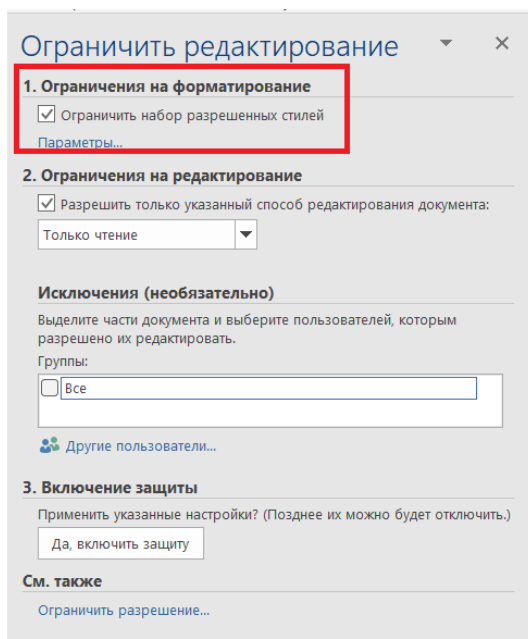 Ограничить редактирование
1. Ограничения на форматирование
Ограничить набор разрешенных стилей
Параметры...
2. Ограничения на редактирование
Разрешить только указанный способ редактирования документа:
Только чтение
Исключения (необязательно)
Выделите части документа и выберите пользователей, которым
разрешено их редактировать.
Группы:
Все
Другие пользователи...
3. Включение защиты
Применить указанные настройки? (Позднее их можно будет отключить.)
Да, включить защиту
См. также
Ограничить разрешение...